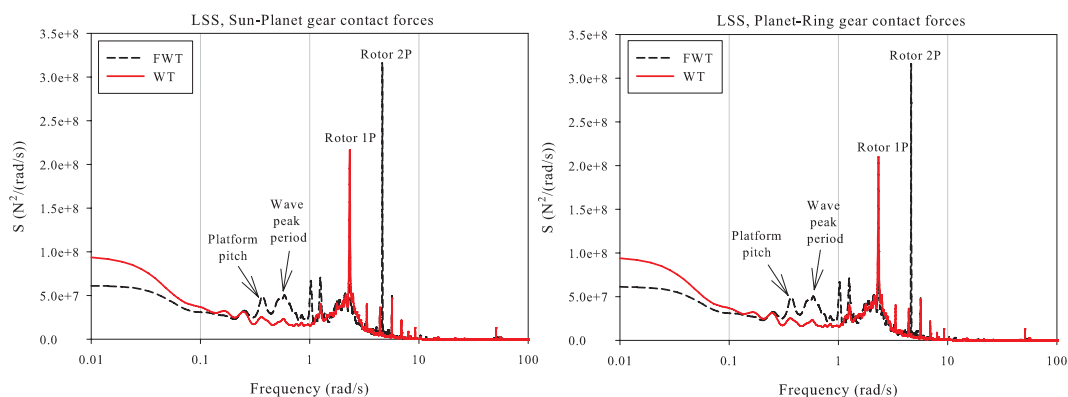 LSS, Sun-Planet gear contact forces
S (N²/(rad/s))
3.5e+8
3.0e+8
2.5e+8
2.0e+8
1.5e+8
1.0e+8
5.0e+7
0.0
FWT
WT
Rotor 2P
Rotor 1P
Wave
peak
period
Platform
pitch
0.01
0.1
1
10
100
Frequency (rad/s)
LSS, Planet-Ring gear contact forces
S (N²/(rad/s))
3.5e+8
3.0e+8
2.5e+8
2.0e+8
1.5e+8
1.0e+8
5.0e+7
0.0
FWT
WT
Rotor 2P
Rotor 1P
Wave
peak
period
Platform
pitch
0.01
0.1
1
10
100
Frequency (rad/s)